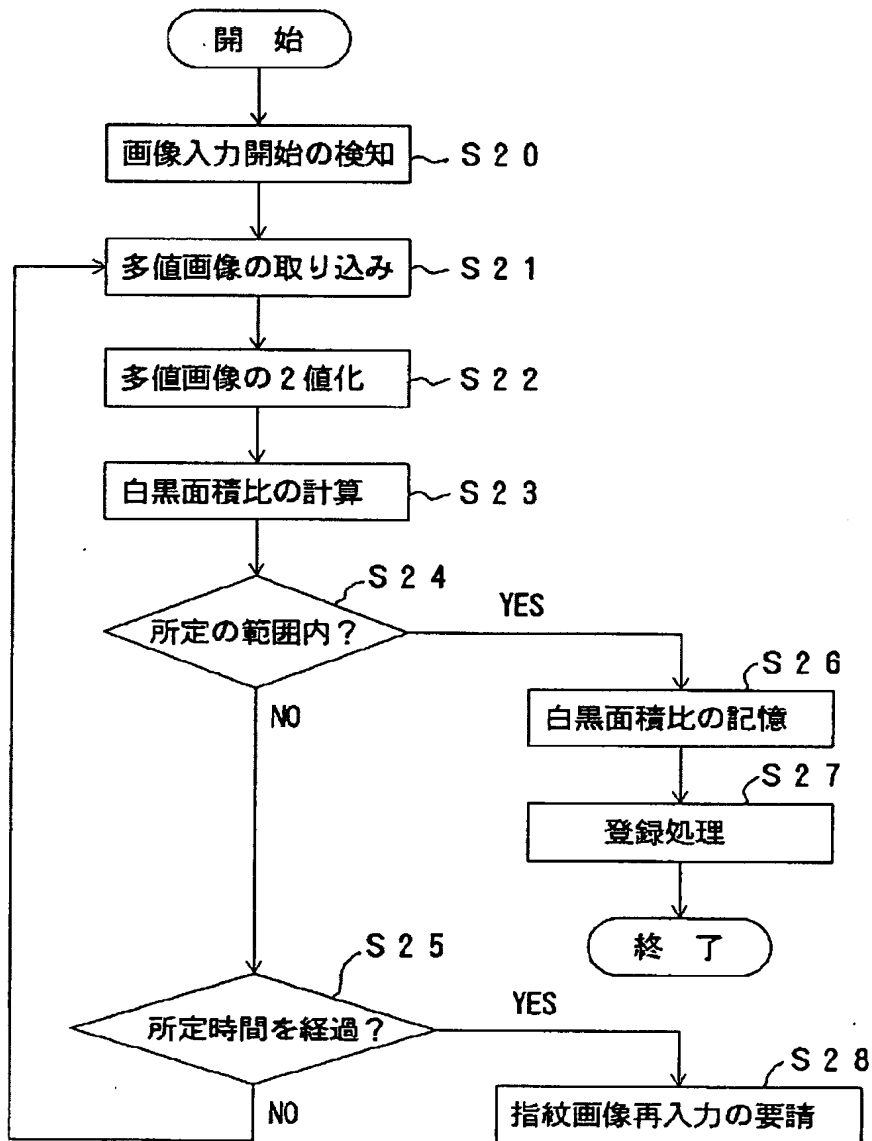 開 始
画像入力開始の検知 S20
多値画像の取り込み S21
多値画像の2値化 S22
白黒面積比の計算 S23
S24
所定の範囲内?
YES
NO
S26
白黒面積比の記憶
S27
登録処理
終 了
S25
所定時間を経過?
YES
NO
S28
指紋画像再入力の要請